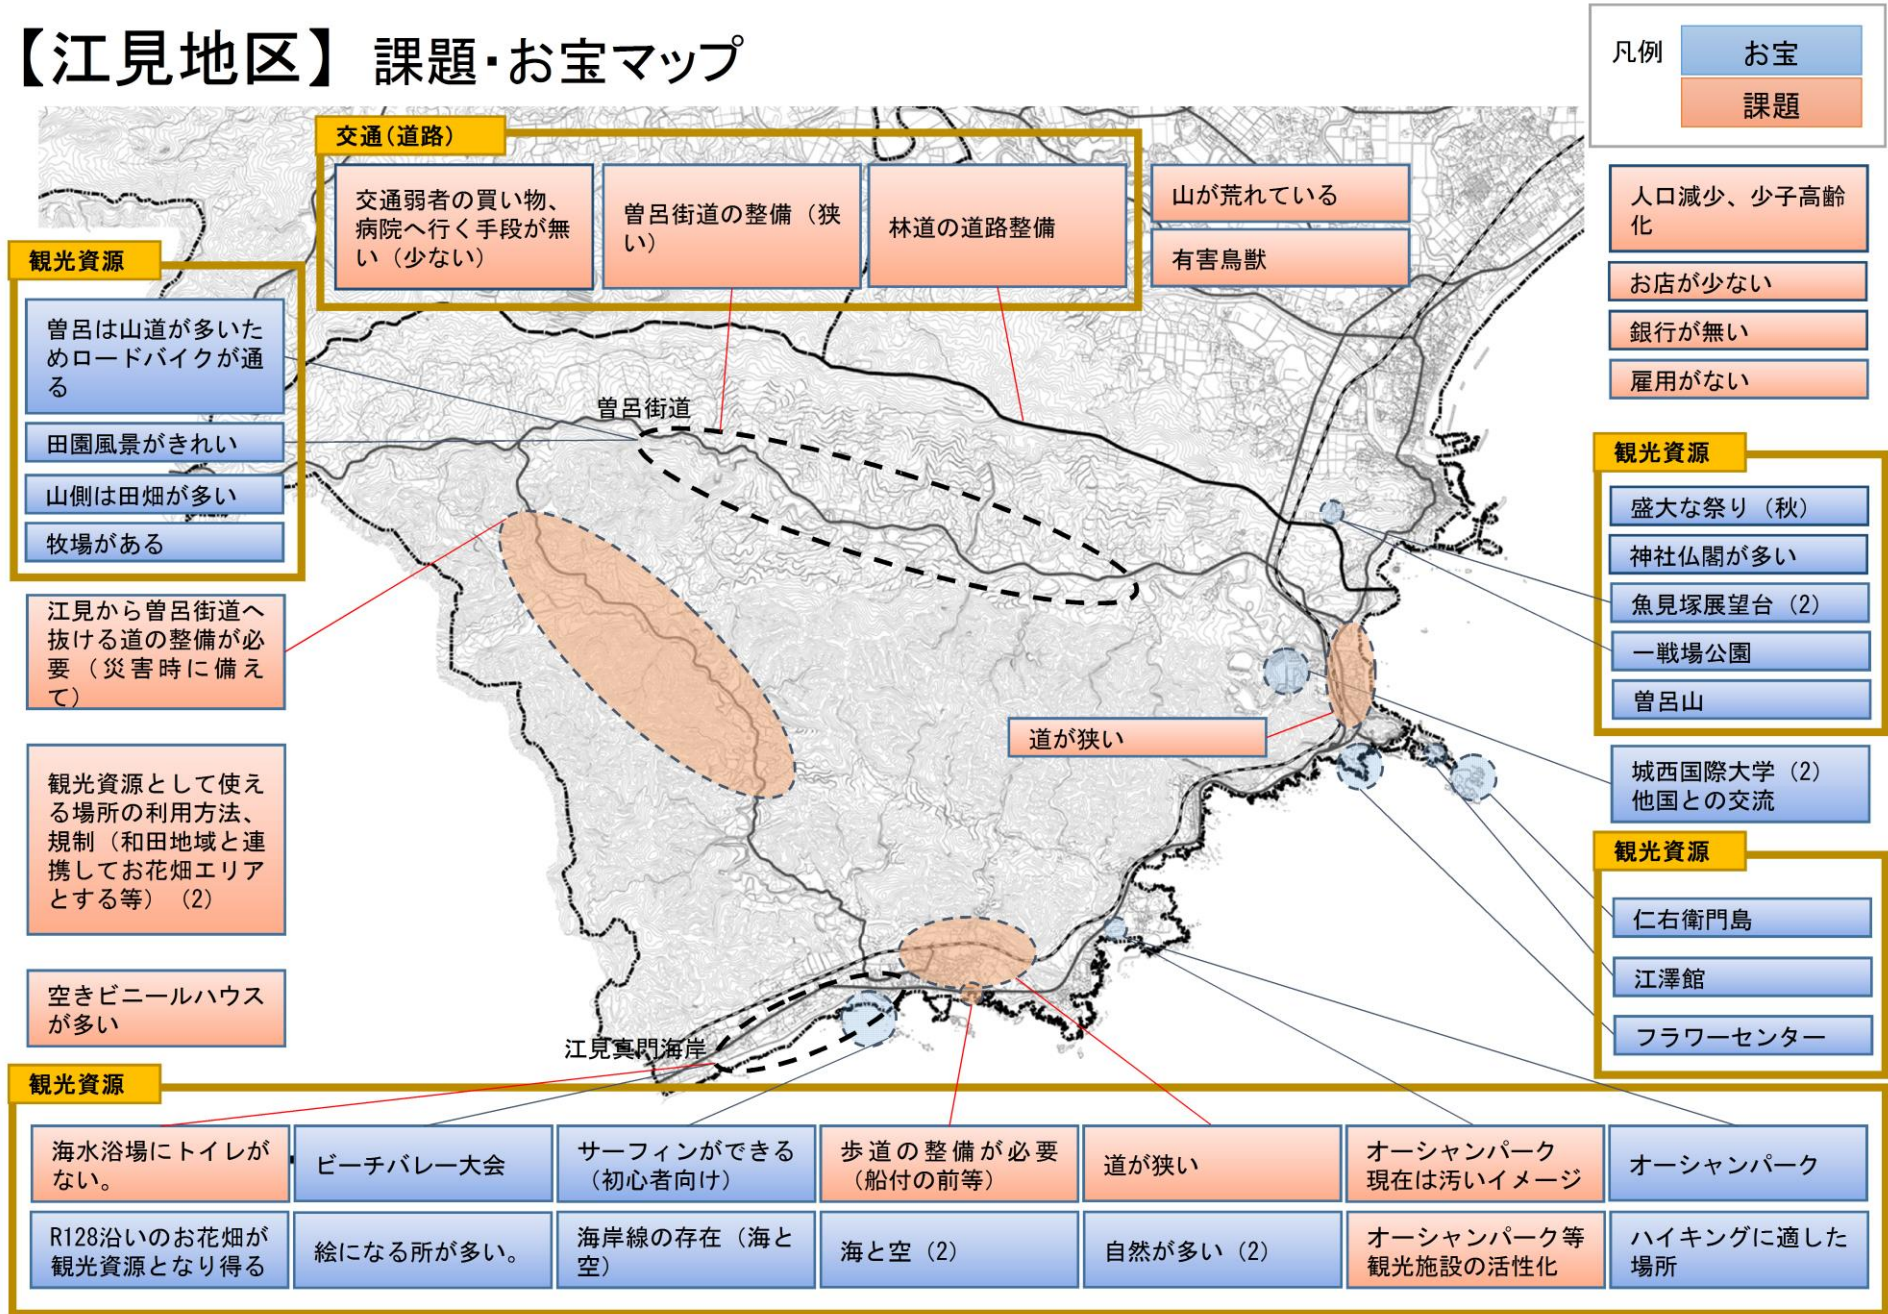 【江見地区】 課題・お宝マップ
凡例
お宝
課題
交通(道路)
交通弱者の買い物、
病院へ行く手段が無
い（少ない）
曽呂街道の整備（狭
い）
林道の道路整備
山が荒れている
有害鳥獣
人口減少、少子高齢
化
お店が少ない
銀行が無い
雇用がない
観光資源
曽呂は山道が多いた
めロードバイクが通
る
田園風景がきれい
山側は田畑が多い
牧場がある
曽呂街道
江見から曽呂街道へ
抜ける道の整備が必
要（災害時に備え
て）
観光資源として使え
る場所の利用方法、
規制（和田地域と連
携してお花畑エリア
とする等）（2）
空きビニールハウス
が多い
道が狭い
江見真門海岸
観光資源
盛大な祭り（秋）
神社仏閣が多い
魚見塚展望台（2）
一戦場公園
曽呂山
城西国際大学（2）
他国との交流
観光資源
仁右衛門島
江澤館
フラワーセンター
観光資源
海水浴場にトイレが
ない。
ビーチバレー大会
サーフィンができる
（初心者向け）
歩道の整備が必要
（船付の前等）
道が狭い
オーシャンパーク
現在は汚いイメージ
オーシャンパーク
R128沿いのお花畑が
観光資源となり得る
絵になる所が多い。
海岸線の存在（海と
空）
海と空（2）
自然が多い（2）
オーシャンパーク等
観光施設の活性化
ハイキングに適した
場所